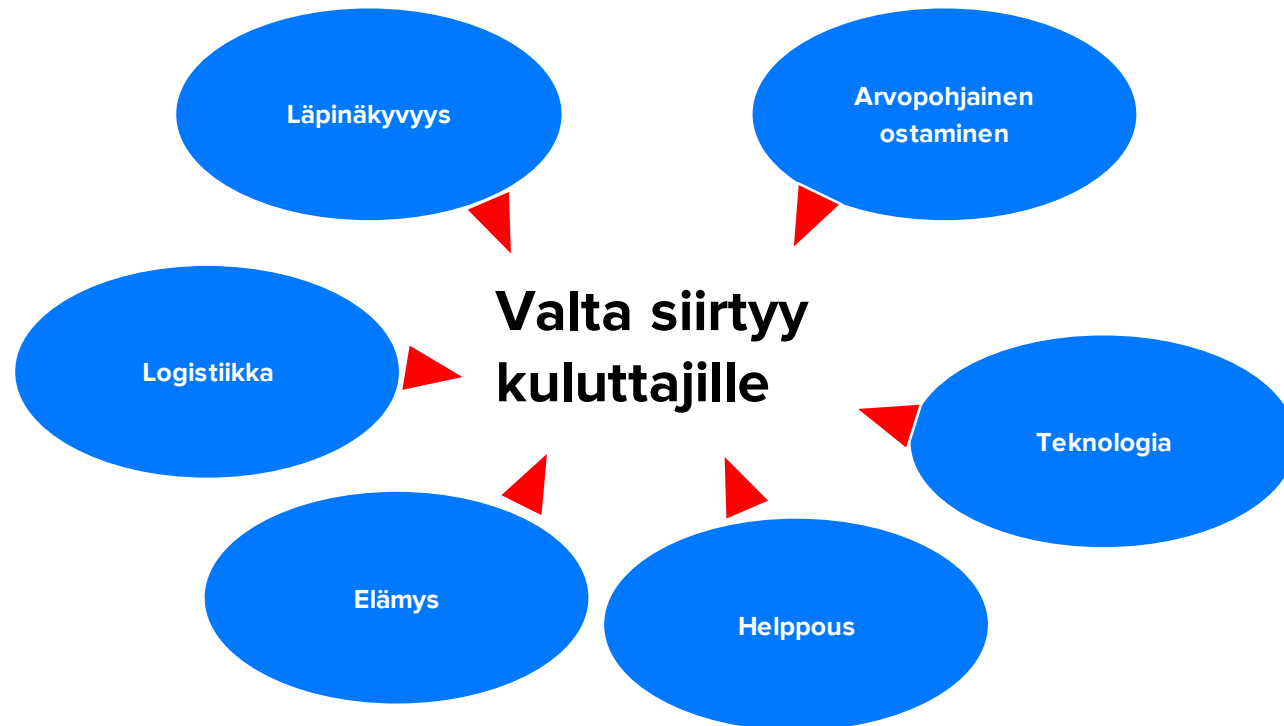 Läpinäkyvyys
Arvopohjainen
ostaminen
Valta siirtyy
kuluttajille
Logistiikka
Teknologia
Elämys
Helppous